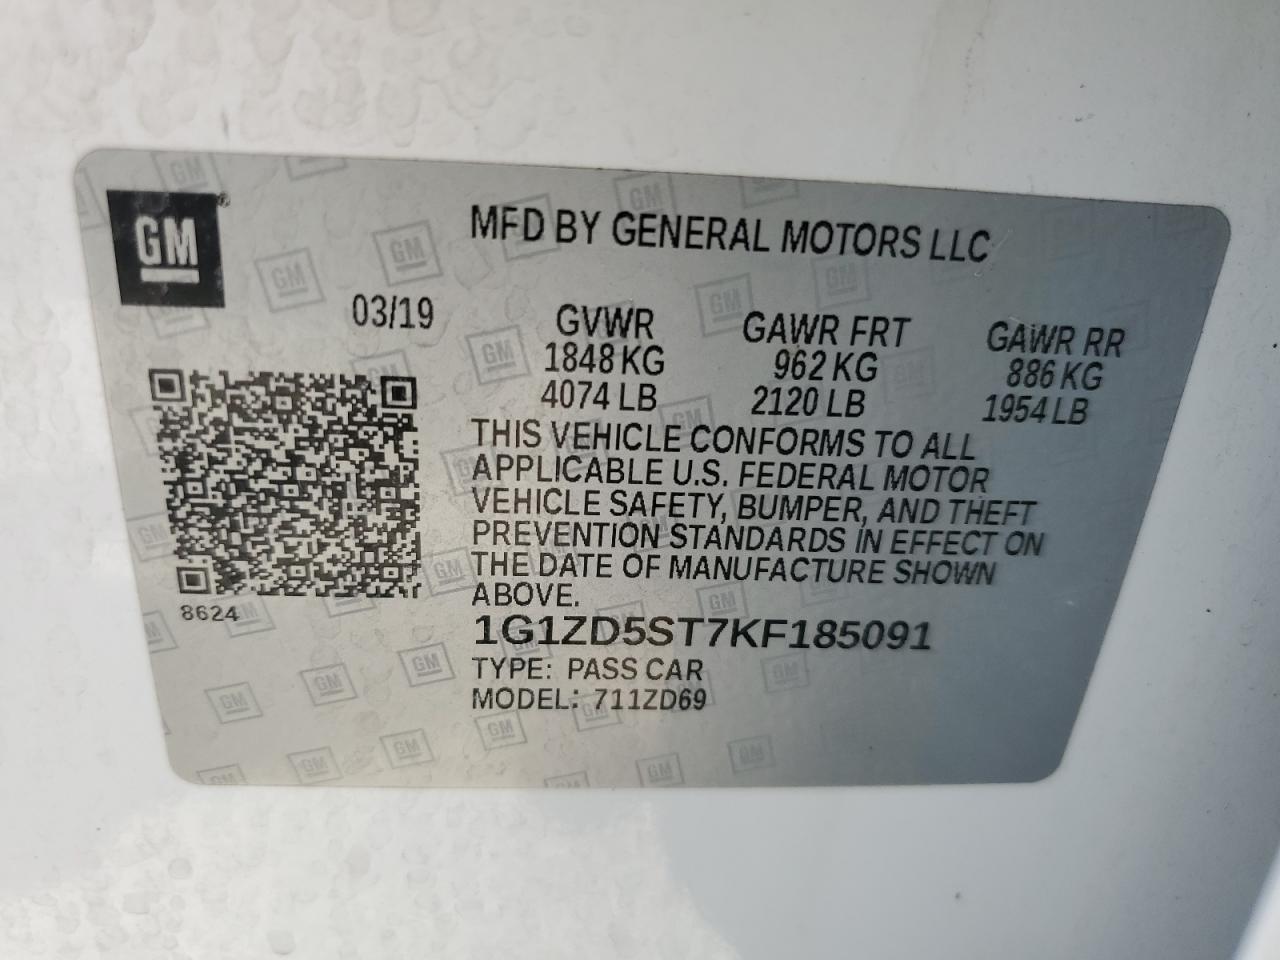 GM
MFD BY GENERAL MOTORS LLC
03/19
GVWR GAWR FRT GAWR RR
1848 KG 962 KG 886 KG
4074 LB 2120 LB 1954 LB
THIS VEHICLE CONFORMS TO ALL
APPLICABLE U.S. FEDERAL MOTOR
VEHICLE SAFETY, BUMPER, AND THEFT
PREVENTION STANDARDS IN EFFECT ON
THE DATE OF MANUFACTURE SHOWN
ABOVE.
8624
1G1ZD5ST7KF185091
TYPE: PASS CAR
MODEL: 711ZD69